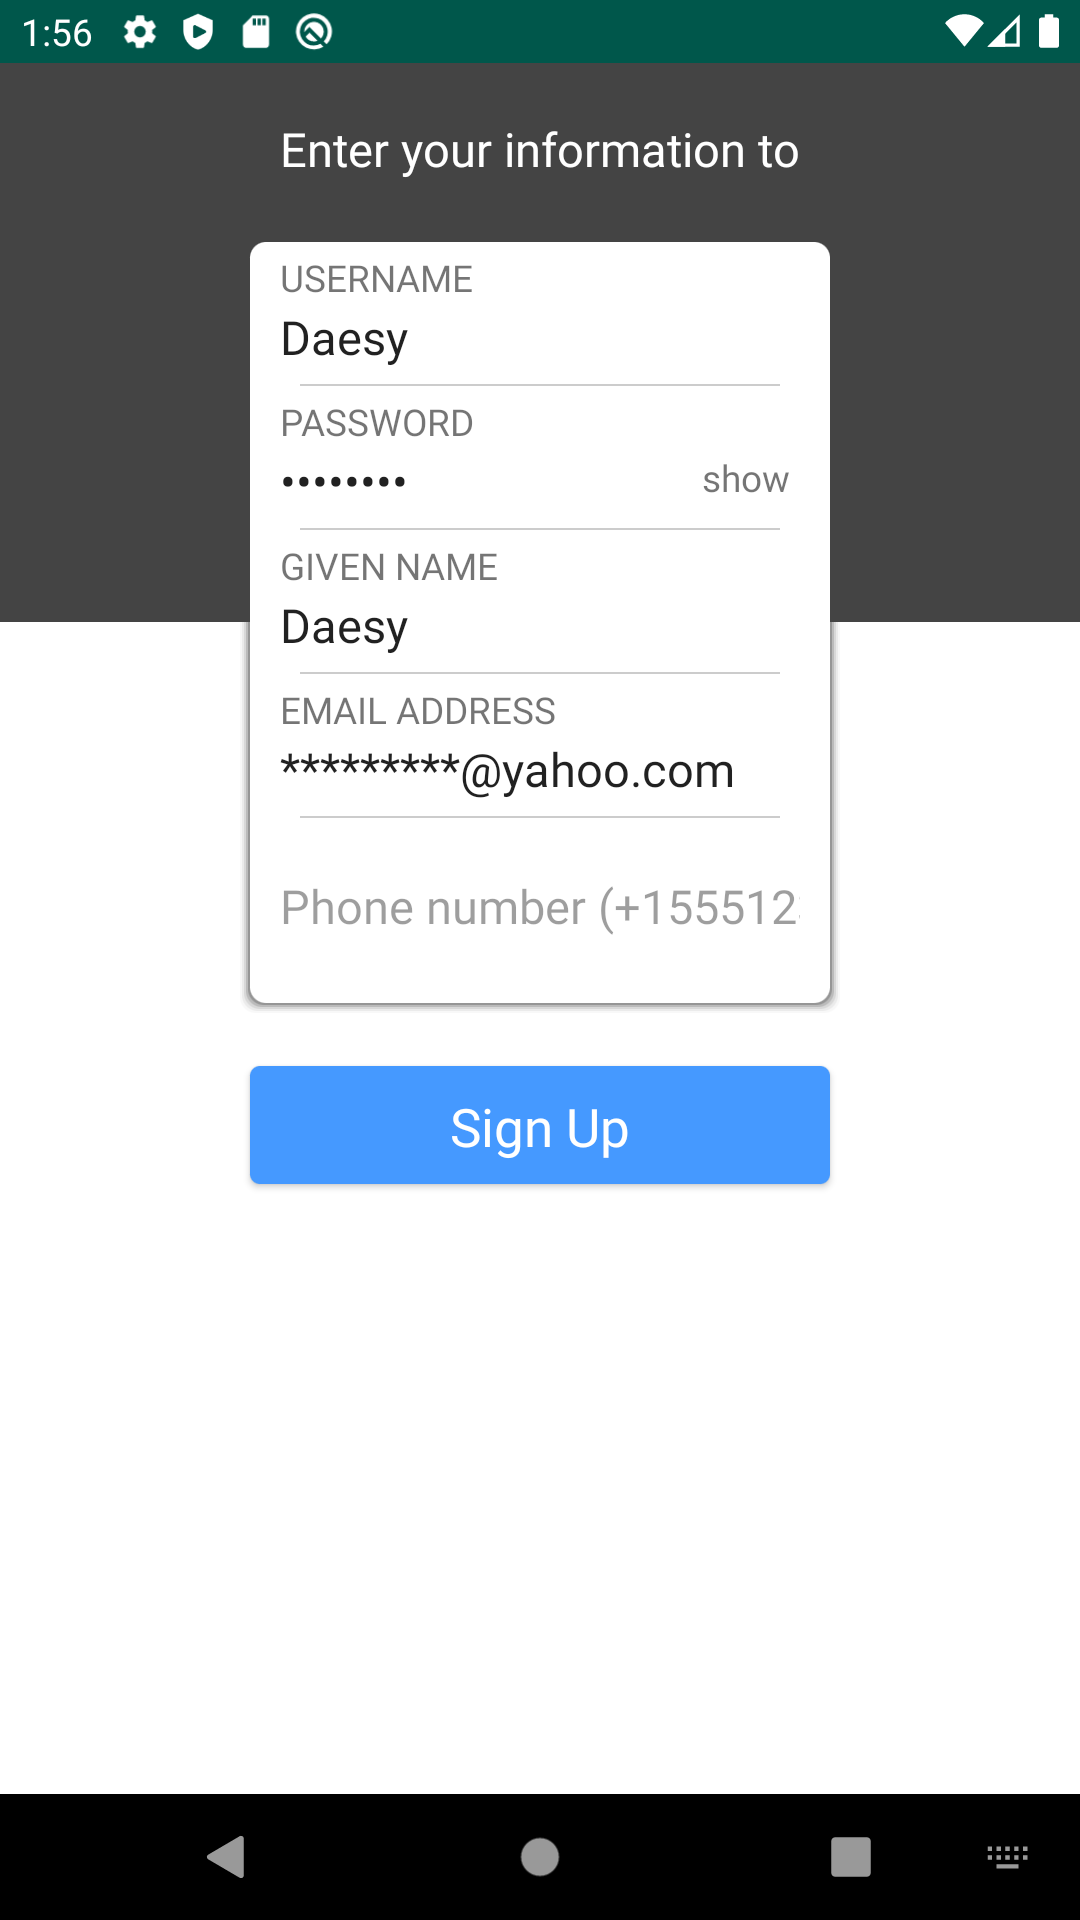 1:56
Enter your information to
USERNAME
Daesy
PASSWORD
••••••••
show
GIVEN NAME
Daesy
EMAIL ADDRESS
*********@yahoo.com
Phone number (+155512
Sign Up